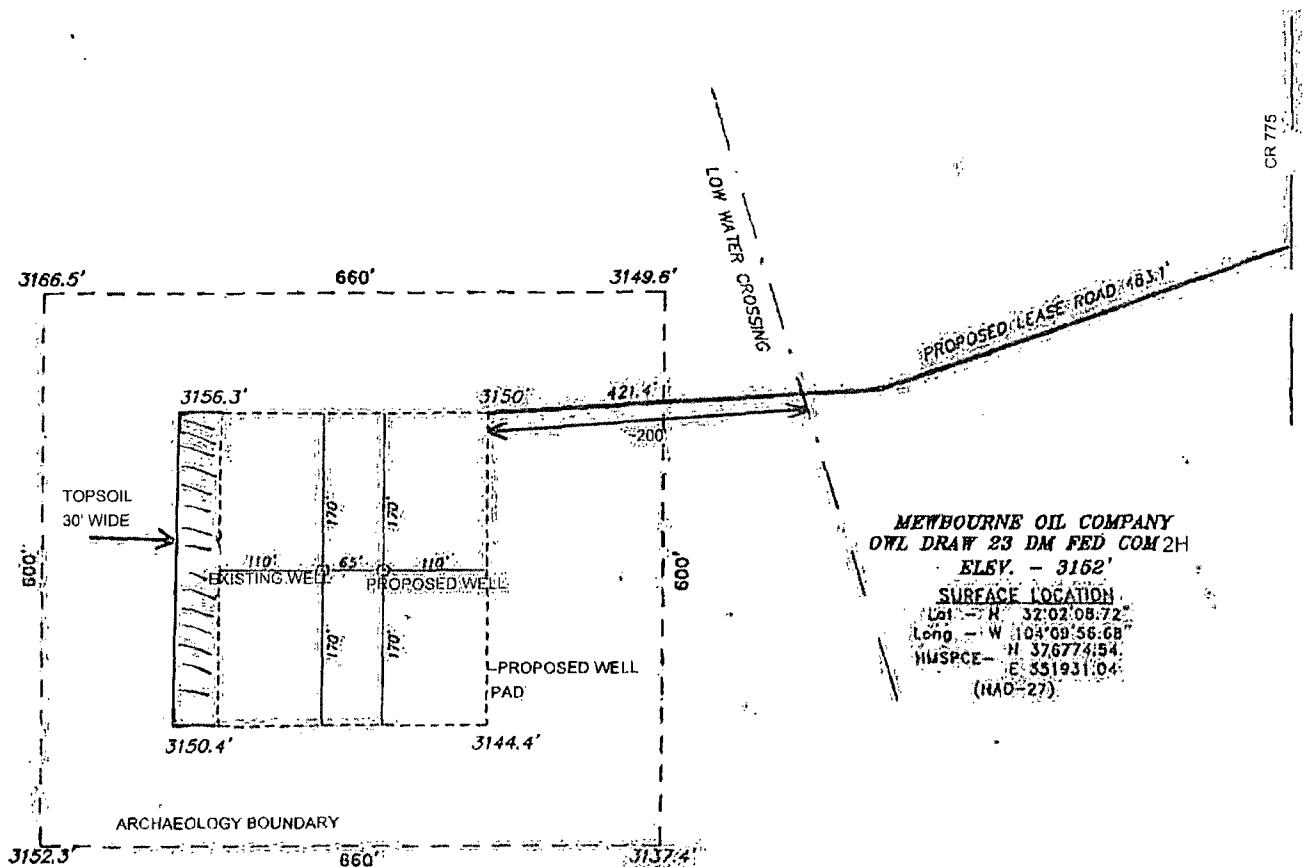 CR 775
LOW WATER CROSSING
3166.5'
660'
3149.6'
PROPOSED LEASE ROAD 483.1'
3156.3'
3150'
421.4'
~200'
TOPSOIL
30' WIDE
170'
170'
600'
110'
65'
110'
600'
EXISTING WELL
PROPOSED WELL
170'
170'
PROPOSED WELL
PAD
3150.4'
3144.4'
ARCHAEOLOGY BOUNDARY
3152.3'
660'
3137.4'
MEWBOURNE OIL COMPANY
OWL DRAW 23 DM FED COM 2H
ELEV. - 3152'
SURFACE LOCATION
Lat - N 32°02'08.72"
Long - W 104°09'56.68"
NMSPCE- N 376774.54
E 551931.04
(NAD-27)